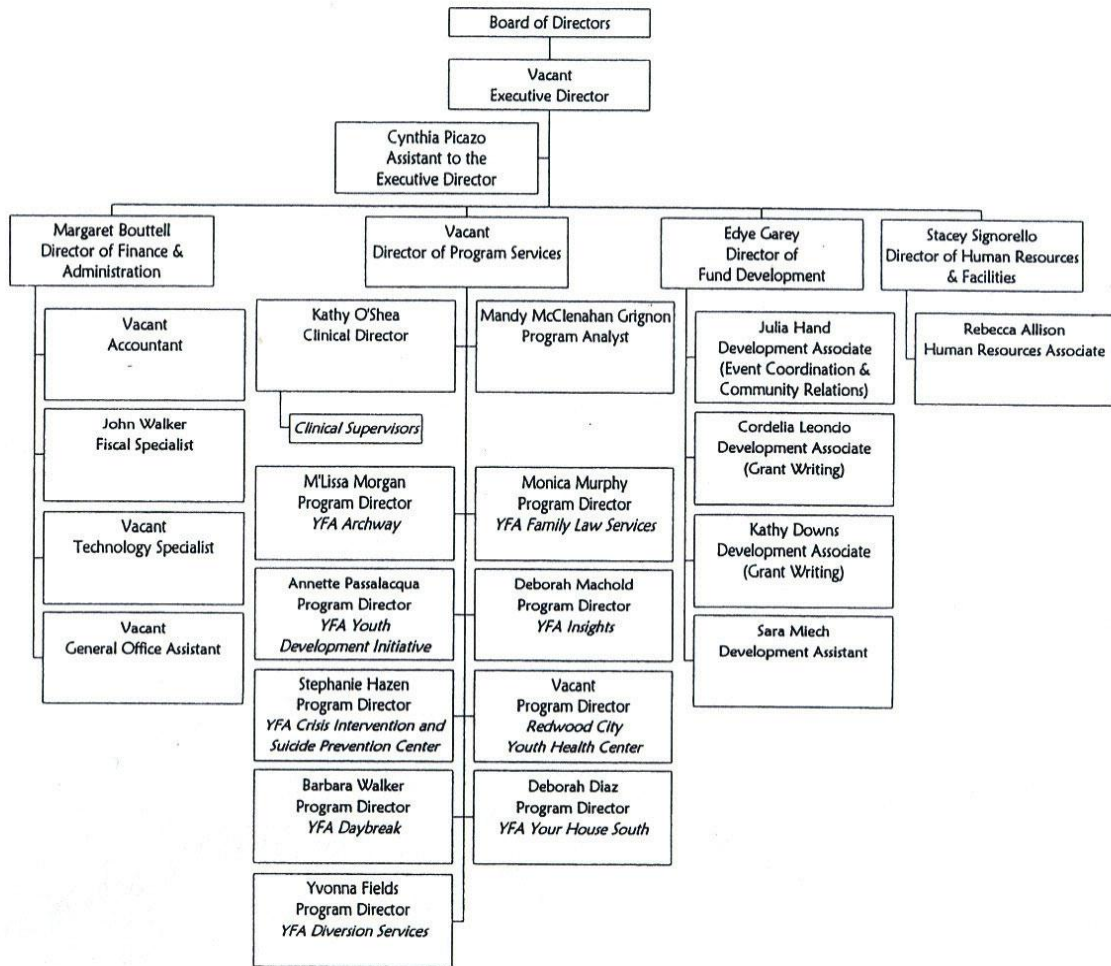 Board of Directors
Vacant
Executive Director
Cynthia Picazo
Assistant to the
Executive Director
Margaret Bouttell
Director of Finance &
Administration
Vacant
Director of Program Services
Edye Garey
Director of
Fund Development
Stacey Signorello
Director of Human Resources
& Facilities
Vacant
Accountant
John Walker
Fiscal Specialist
Vacant
Technology Specialist
Vacant
General Office Assistant
Kathy O'Shea
Clinical Director
Clinical Supervisors
Mandy McClenahan Grignon
Program Analyst
M'Lissa Morgan
Program Director
YFA Archway
Monica Murphy
Program Director
YFA Family Law Services
Annette Passalacqua
Program Director
YFA Youth
Development Initiative
Deborah Machold
Program Director
YFA Insights
Stephanie Hazen
Program Director
YFA Crisis Intervention and
Suicide Prevention Center
Vacant
Program Director
Redwood City
Youth Health Center
Barbara Walker
Program Director
YFA Daybreak
Deborah Diaz
Program Director
YFA Your House South
Yvonna Fields
Program Director
YFA Diversion Services
Julia Hand
Development Associate
(Event Coordination &
Community Relations)
Cordelia Leoncio
Development Associate
(Grant Writing)
Kathy Downs
Development Associate
(Grant Writing)
Sara Miech
Development Assistant
Rebecca Allison
Human Resources Associate